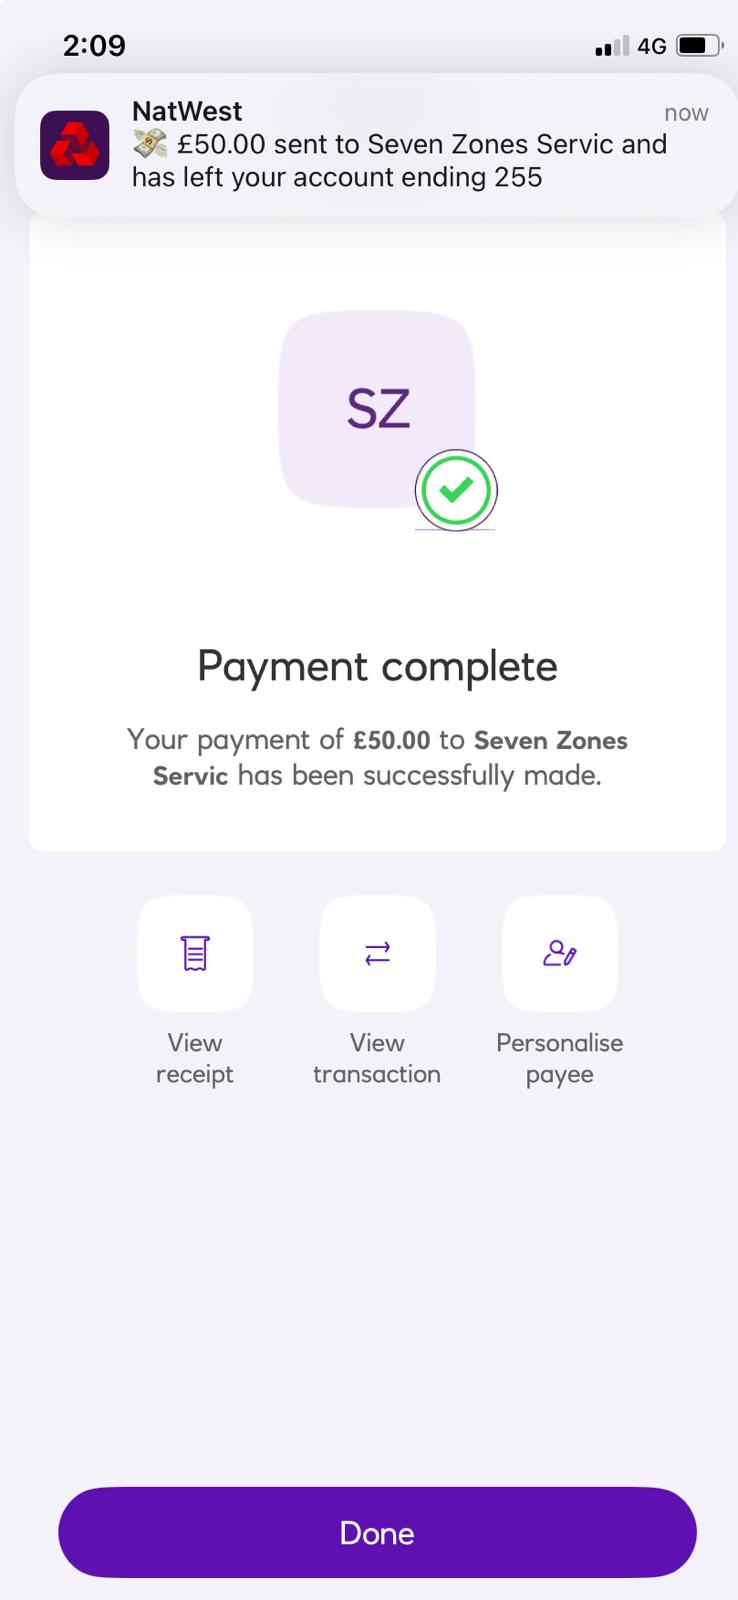 2:09
4G
NatWest
now
💸 £50.00 sent to Seven Zones Servic and
has left your account ending 255
SZ
Payment complete
Your payment of £50.00 to Seven Zones
Servic has been successfully made.
View
receipt
View
transaction
Personalise
payee
Done